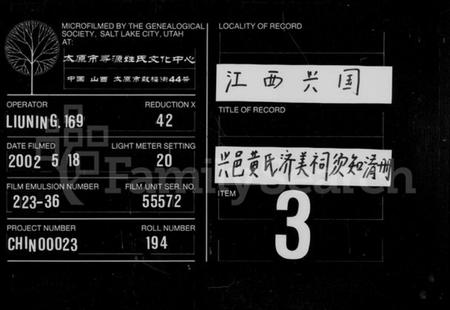 MICROFILMED BY THE GENEALOGICAL
SOCIETY, SALT LAKE CITY, UTAH
AT:
太原市寻源姓氏文化中心
中国 山西 太原市鼓楼街44号
OPERATOR
LIUNING, 169
REDUCTION X
42
DATE FILMED
2002 5/18
LIGHT METER SETTING
20
FILM EMULSION NUMBER
223-36
FILM UNIT SER. NO.
55572
PROJECT NUMBER
CHIN00023
ROLL NUMBER
194
LOCALITY OF RECORD
江西兴国
TITLE OF RECORD
兴邑黄氏济美祠须知清册
ITEM
3
FamilySearch